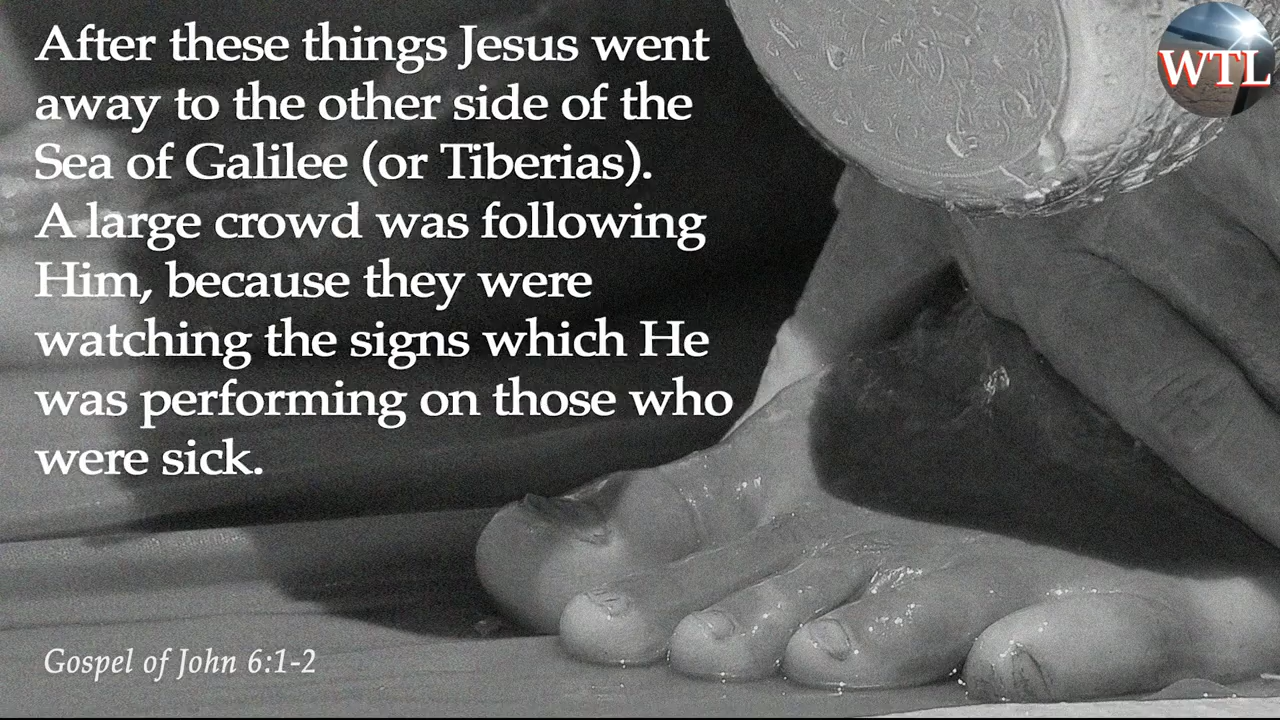 After these things Jesus went
away to the other side of the
Sea of Galilee (or Tiberias).
A large crowd was following
Him, because they were
watching the signs which He
was performing on those who
were sick.
Gospel of John 6:1-2
WTL